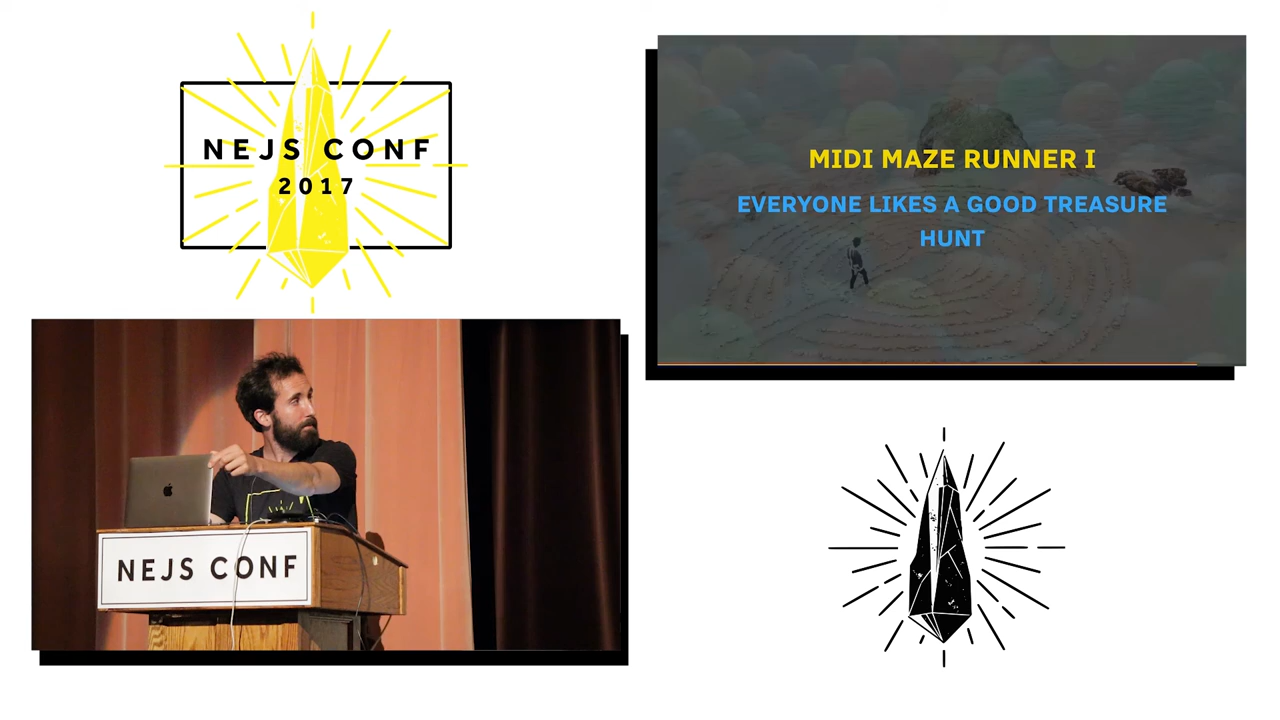 NEJS CONF
2017
MIDI MAZE RUNNER I
EVERYONE LIKES A GOOD TREASURE
HUNT
NEJS CONF